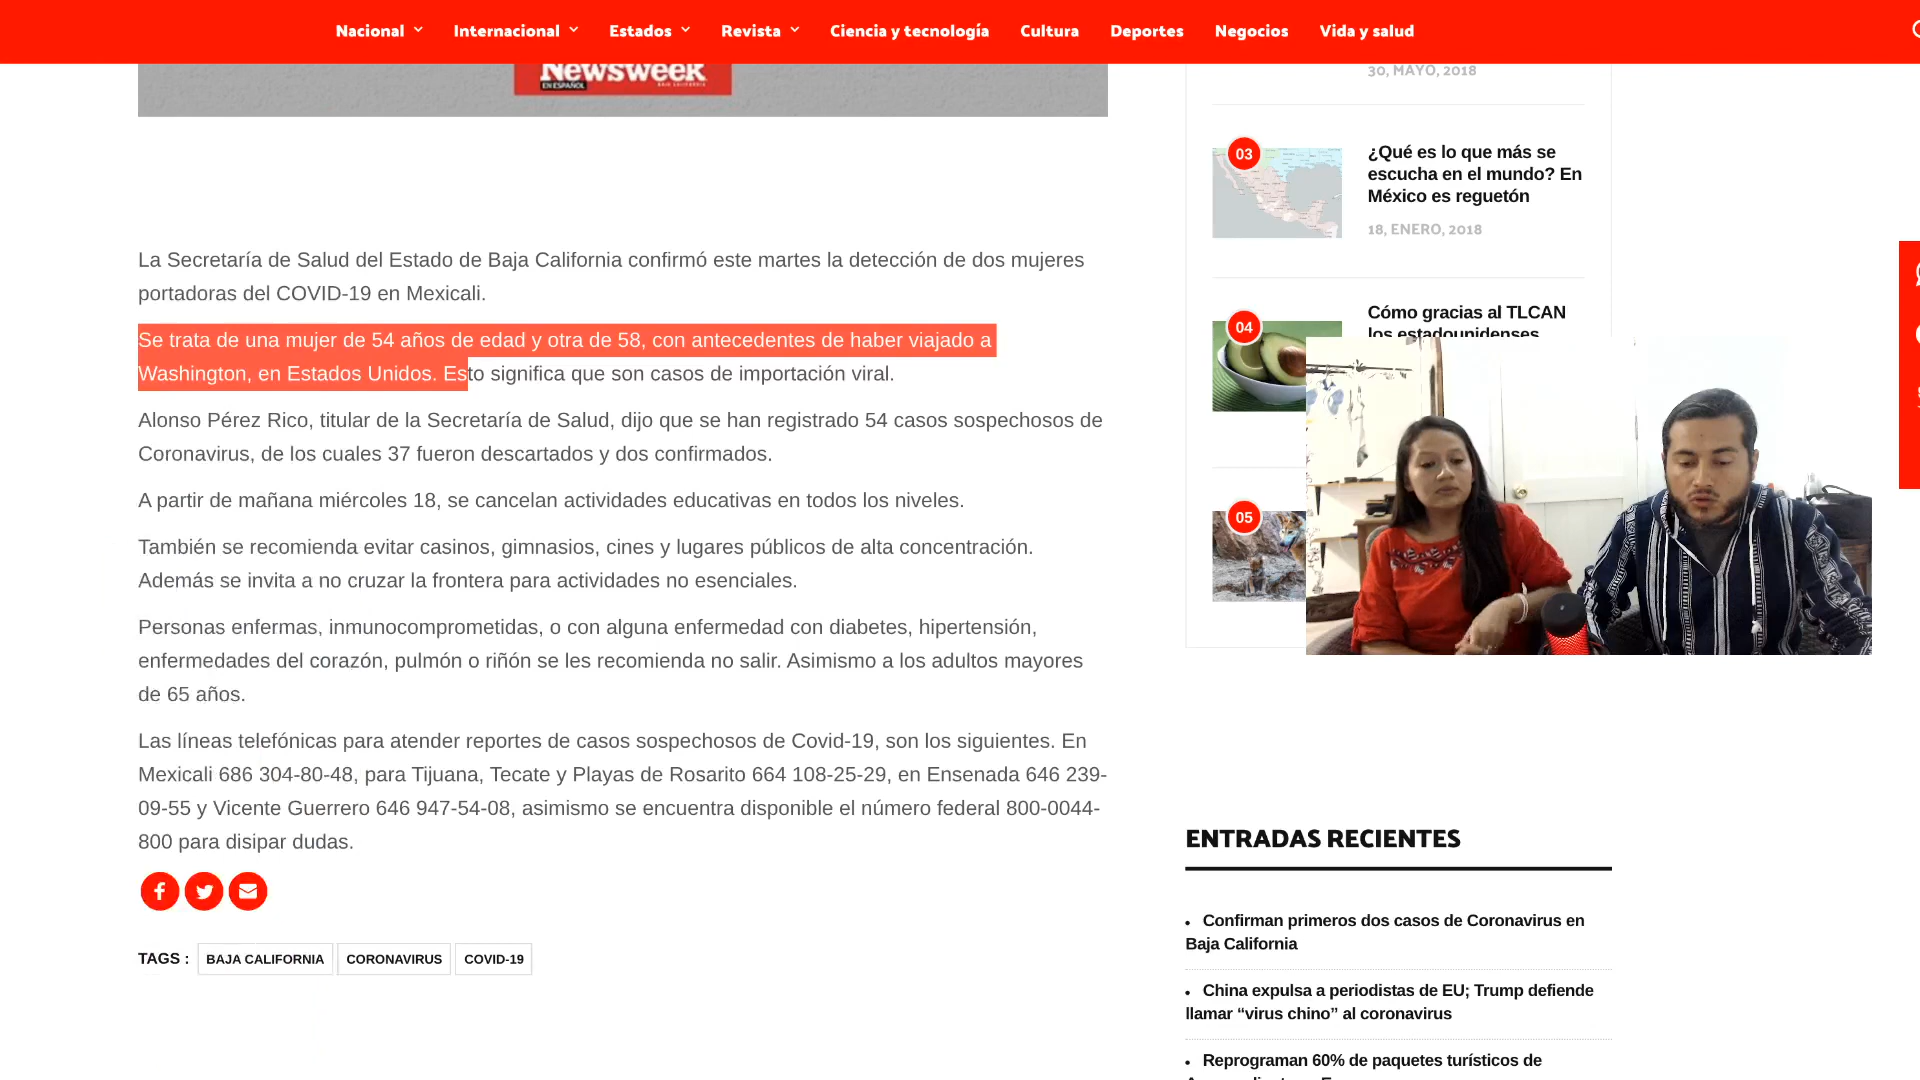 Nacional Internacional Estados Revista Ciencia y tecnología Cultura Deportes Negocios Vida y salud
Newsweek
EN ESPAÑOL BAJA CALIFORNIA
La Secretaría de Salud del Estado de Baja California confirmó este martes la detección de dos mujeres
portadoras del COVID-19 en Mexicali.
Se trata de una mujer de 54 años de edad y otra de 58, con antecedentes de haber viajado a
Washington, en Estados Unidos. Esto significa que son casos de importación viral.
Alonso Pérez Rico, titular de la Secretaría de Salud, dijo que se han registrado 54 casos sospechosos de
Coronavirus, de los cuales 37 fueron descartados y dos confirmados.
A partir de mañana miércoles 18, se cancelan actividades educativas en todos los niveles.
También se recomienda evitar casinos, gimnasios, cines y lugares públicos de alta concentración.
Además se invita a no cruzar la frontera para actividades no esenciales.
Personas enfermas, inmunocomprometidas, o con alguna enfermedad con diabetes, hipertensión,
enfermedades del corazón, pulmón o riñón se les recomienda no salir. Asimismo a los adultos mayores
de 65 años.
Las líneas telefónicas para atender reportes de casos sospechosos de Covid-19, son los siguientes. En
Mexicali 686 304-80-48, para Tijuana, Tecate y Playas de Rosarito 664 108-25-29, en Ensenada 646 239-
09-55 y Vicente Guerrero 646 947-54-08, asimismo se encuentra disponible el número federal 800-0044-
800 para disipar dudas.
TAGS : BAJA CALIFORNIA CORONAVIRUS COVID-19
30, MAYO, 2018
03
¿Qué es lo que más se
escucha en el mundo? En
México es reguetón
18, ENERO, 2018
04
Cómo gracias al TLCAN
los estadounidenses
05
ENTRADAS RECIENTES
• Confirman primeros dos casos de Coronavirus en
Baja California
• China expulsa a periodistas de EU; Trump defiende
llamar “virus chino” al coronavirus
• Reprograman 60% de paquetes turísticos de